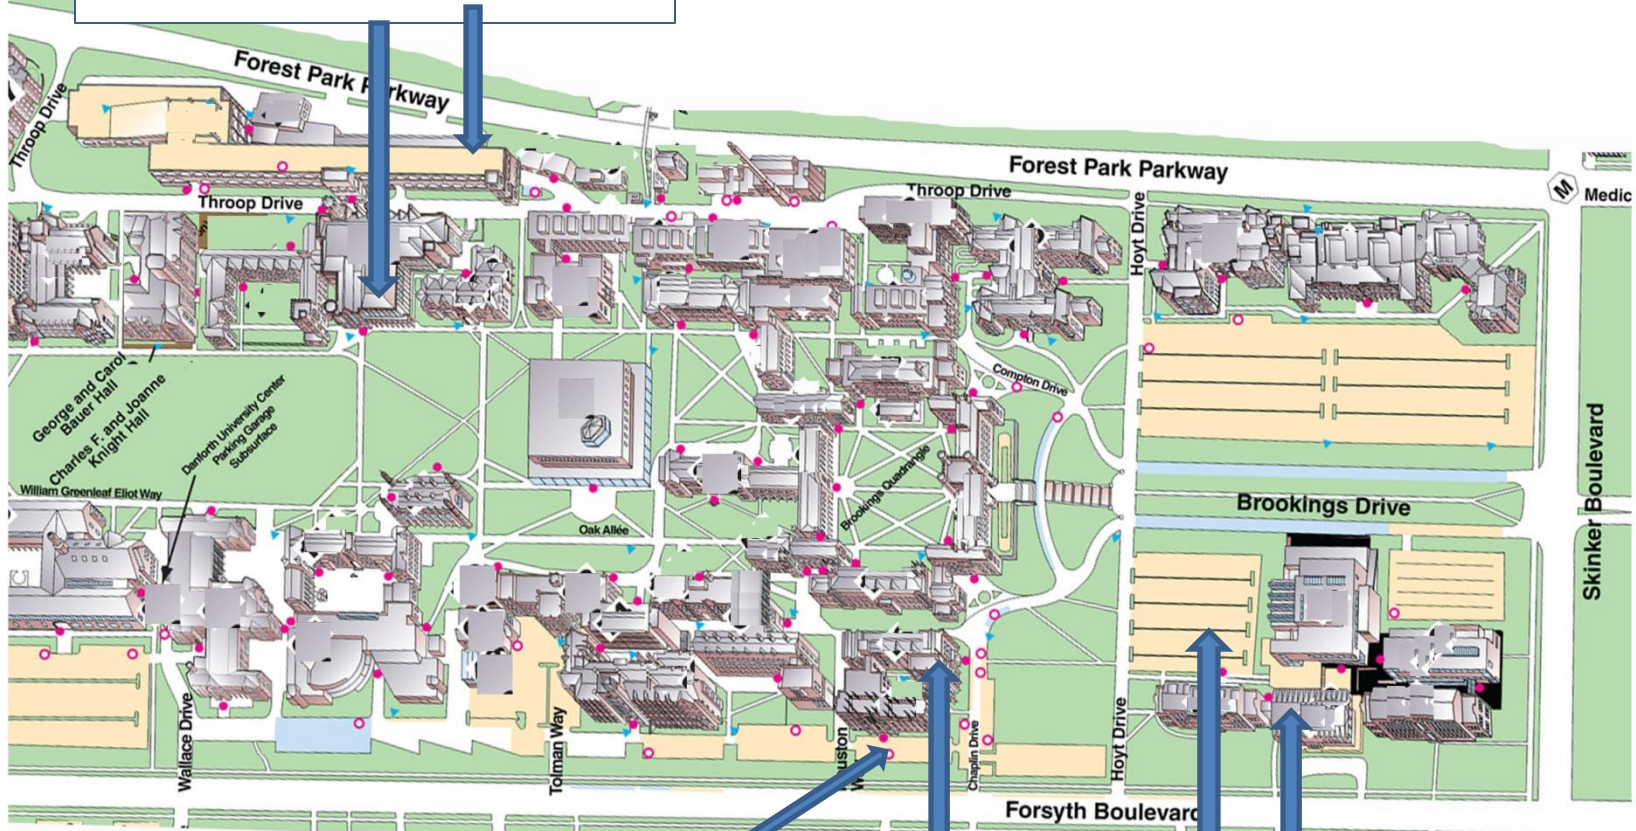 Forest Park Parkway
Throop Drive
Forest Park Parkway
Throop Drive
Throop Drive
Hoyt Drive
M
Medic
George and Carol
Bauer Hall
Charles F. and Joanne
Knight Hall
Danforth University Center
Parking Garage
Subsurface
Compton Drive
Brookings Quadrangle
William Greenleaf Eliot Way
Oak Allée
Brookings Drive
Skinker Boulevard
Wallace Drive
Tolman Way
Chaplin Drive
Hoyt Drive
Forsyth Boulevard